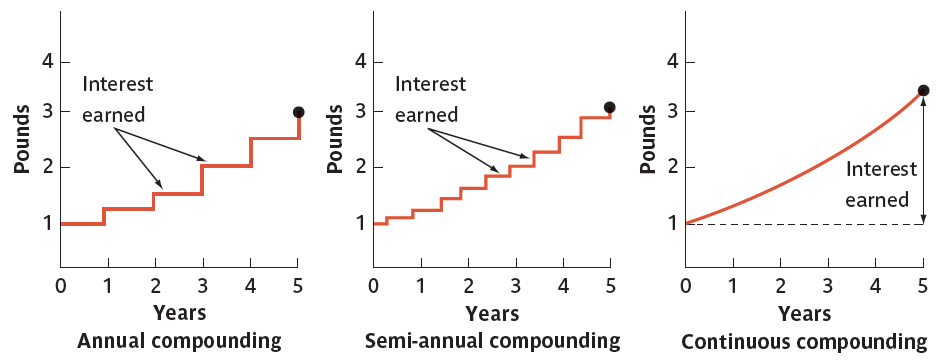 4
3
2
1
Pounds
Interest
earned
0 1 2 3 4 5
Years
Annual compounding
4
3
2
1
Pounds
Interest
earned
0 1 2 3 4 5
Years
Semi-annual compounding
4
3
2
1
Pounds
Interest
earned
0 1 2 3 4 5
Years
Continuous compounding